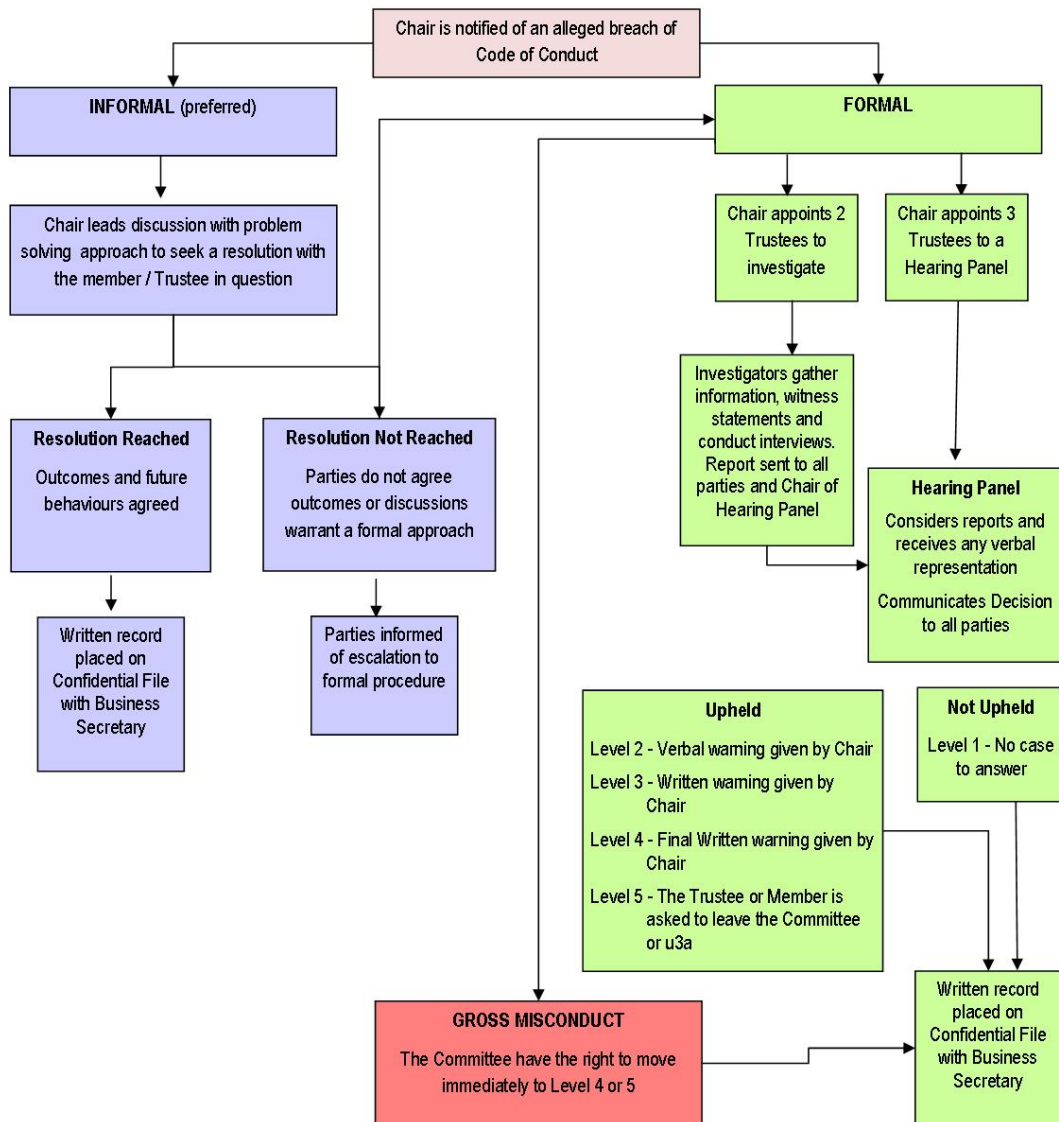 Chair is notified of an alleged breach of
Code of Conduct
INFORMAL (preferred)
FORMAL
Chair leads discussion with problem
solving approach to seek a resolution with
the member / Trustee in question
Chair appoints 2
Trustees to
investigate
Chair appoints 3
Trustees to a
Hearing Panel
Investigators gather
information, witness
statements and
conduct interviews.
Report sent to all
parties and Chair of
Hearing Panel
Resolution Reached
Outcomes and future
behaviours agreed
Resolution Not Reached
Parties do not agree
outcomes or discussions
warrant a formal approach
Hearing Panel
Considers reports and
receives any verbal
representation
Communicates Decision
to all parties
Written record
placed on
Confidential File
with Business
Secretary
Parties informed
of escalation to
formal procedure
Upheld
Level 2 - Verbal warning given by Chair
Level 3 - Written warning given by
Chair
Level 4 - Final Written warning given by
Chair
Level 5 - The Trustee or Member is
asked to leave the Committee
or u3a
Not Upheld
Level 1 - No case
to answer
GROSS MISCONDUCT
The Committee have the right to move
immediately to Level 4 or 5
Written record
placed on
Confidential File
with Business
Secretary